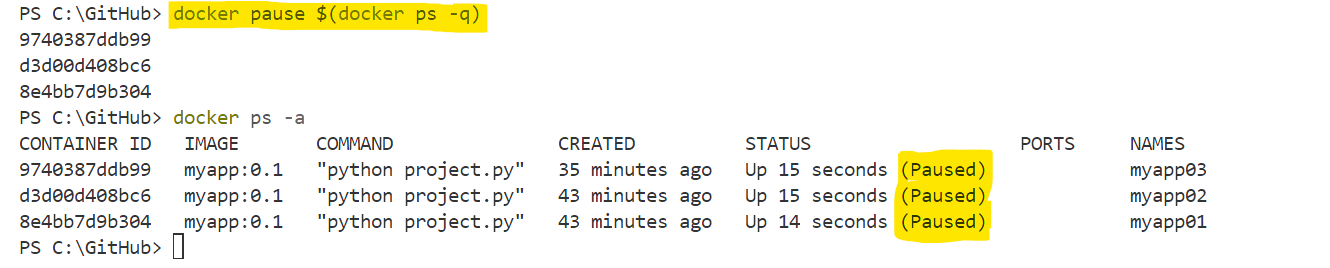 PS C:\GitHub> docker pause $(docker ps -q)
9740387ddb99
d3d00d408bc6
8e4bb7d9b304
PS C:\GitHub> docker ps -a
CONTAINER ID   IMAGE       COMMAND               CREATED          STATUS                   PORTS     NAMES
9740387ddb99   myapp:0.1   "python project.py"   35 minutes ago   Up 15 seconds (Paused)             myapp03
d3d00d408bc6   myapp:0.1   "python project.py"   43 minutes ago   Up 15 seconds (Paused)             myapp02
8e4bb7d9b304   myapp:0.1   "python project.py"   43 minutes ago   Up 14 seconds (Paused)             myapp01
PS C:\GitHub>